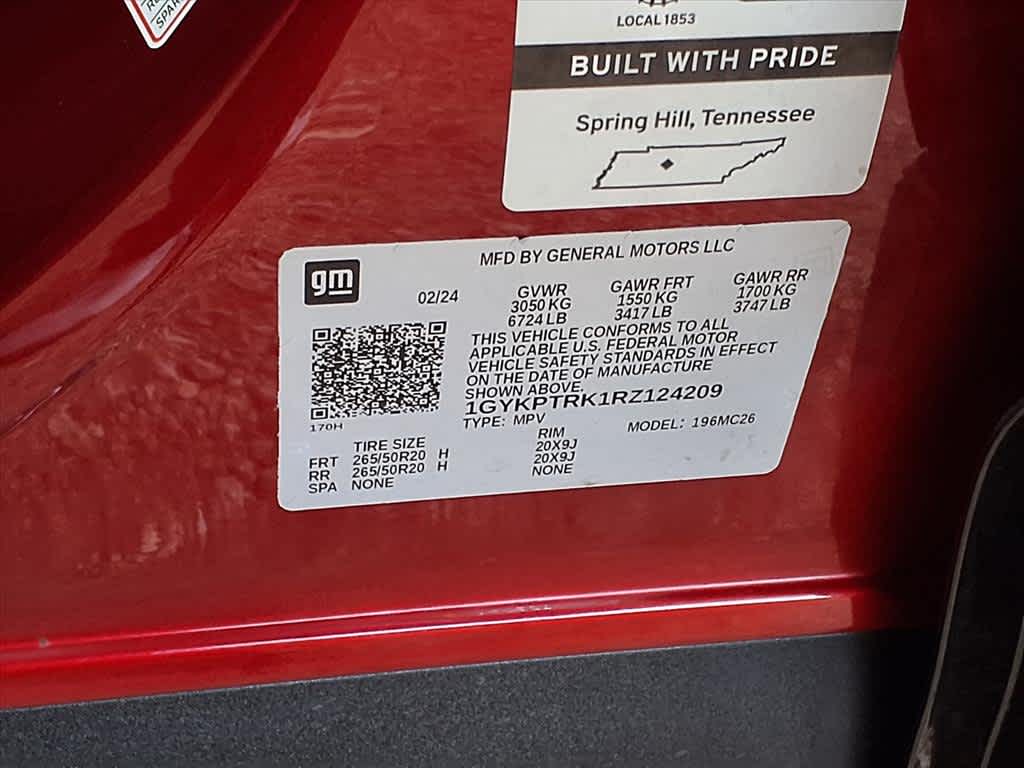 SPAR
LOCAL 1853
BUILT WITH PRIDE
Spring Hill, Tennessee
gm
MFD BY GENERAL MOTORS LLC
02/24
GVWR
3050 KG
6724 LB
GAWR FRT
1550 KG
3417 LB
GAWR RR
1700 KG
3747 LB
THIS VEHICLE CONFORMS TO ALL
APPLICABLE U.S. FEDERAL MOTOR
VEHICLE SAFETY STANDARDS IN EFFECT
ON THE DATE OF MANUFACTURE
SHOWN ABOVE.
1GYKPTRK1RZ124209
TYPE: MPV
MODEL: 196MC26
170H
TIRE SIZE RIM
FRT 265/50R20 H 20X9J
RR 265/50R20 H 20X9J
SPA NONE NONE